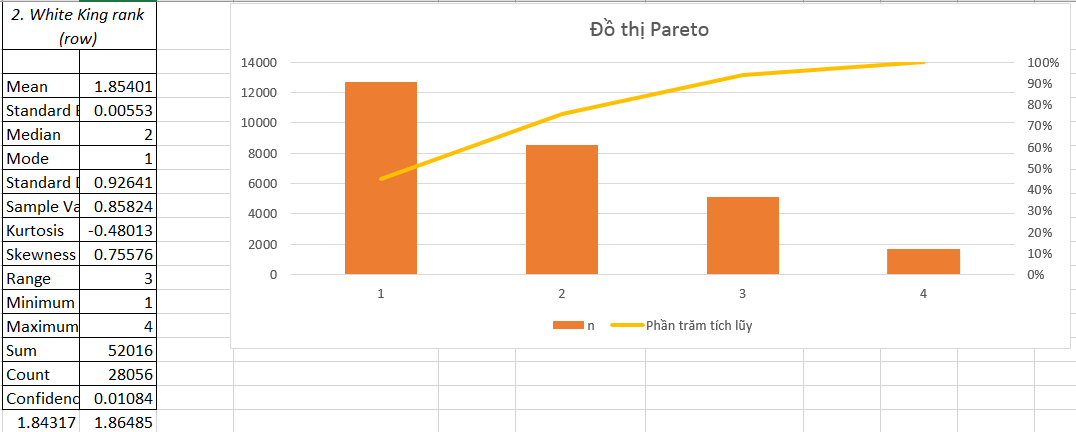 2. White King rank
(row)
Mean 1.85401
Standard E 0.00553
Median 2
Mode 1
Standard D 0.92641
Sample Va 0.85824
Kurtosis -0.48013
Skewness 0.75576
Range 3
Minimum 1
Maximum 4
Sum 52016
Count 28056
Confidenc 0.01084
1.84317 1.86485
Đồ thị Pareto
14000 100%
90%
12000
80%
10000 70%
8000 60%
50%
6000
40%
4000 30%
20%
2000
10%
0 0%
1 2 3 4
n Phần trăm tích lũy